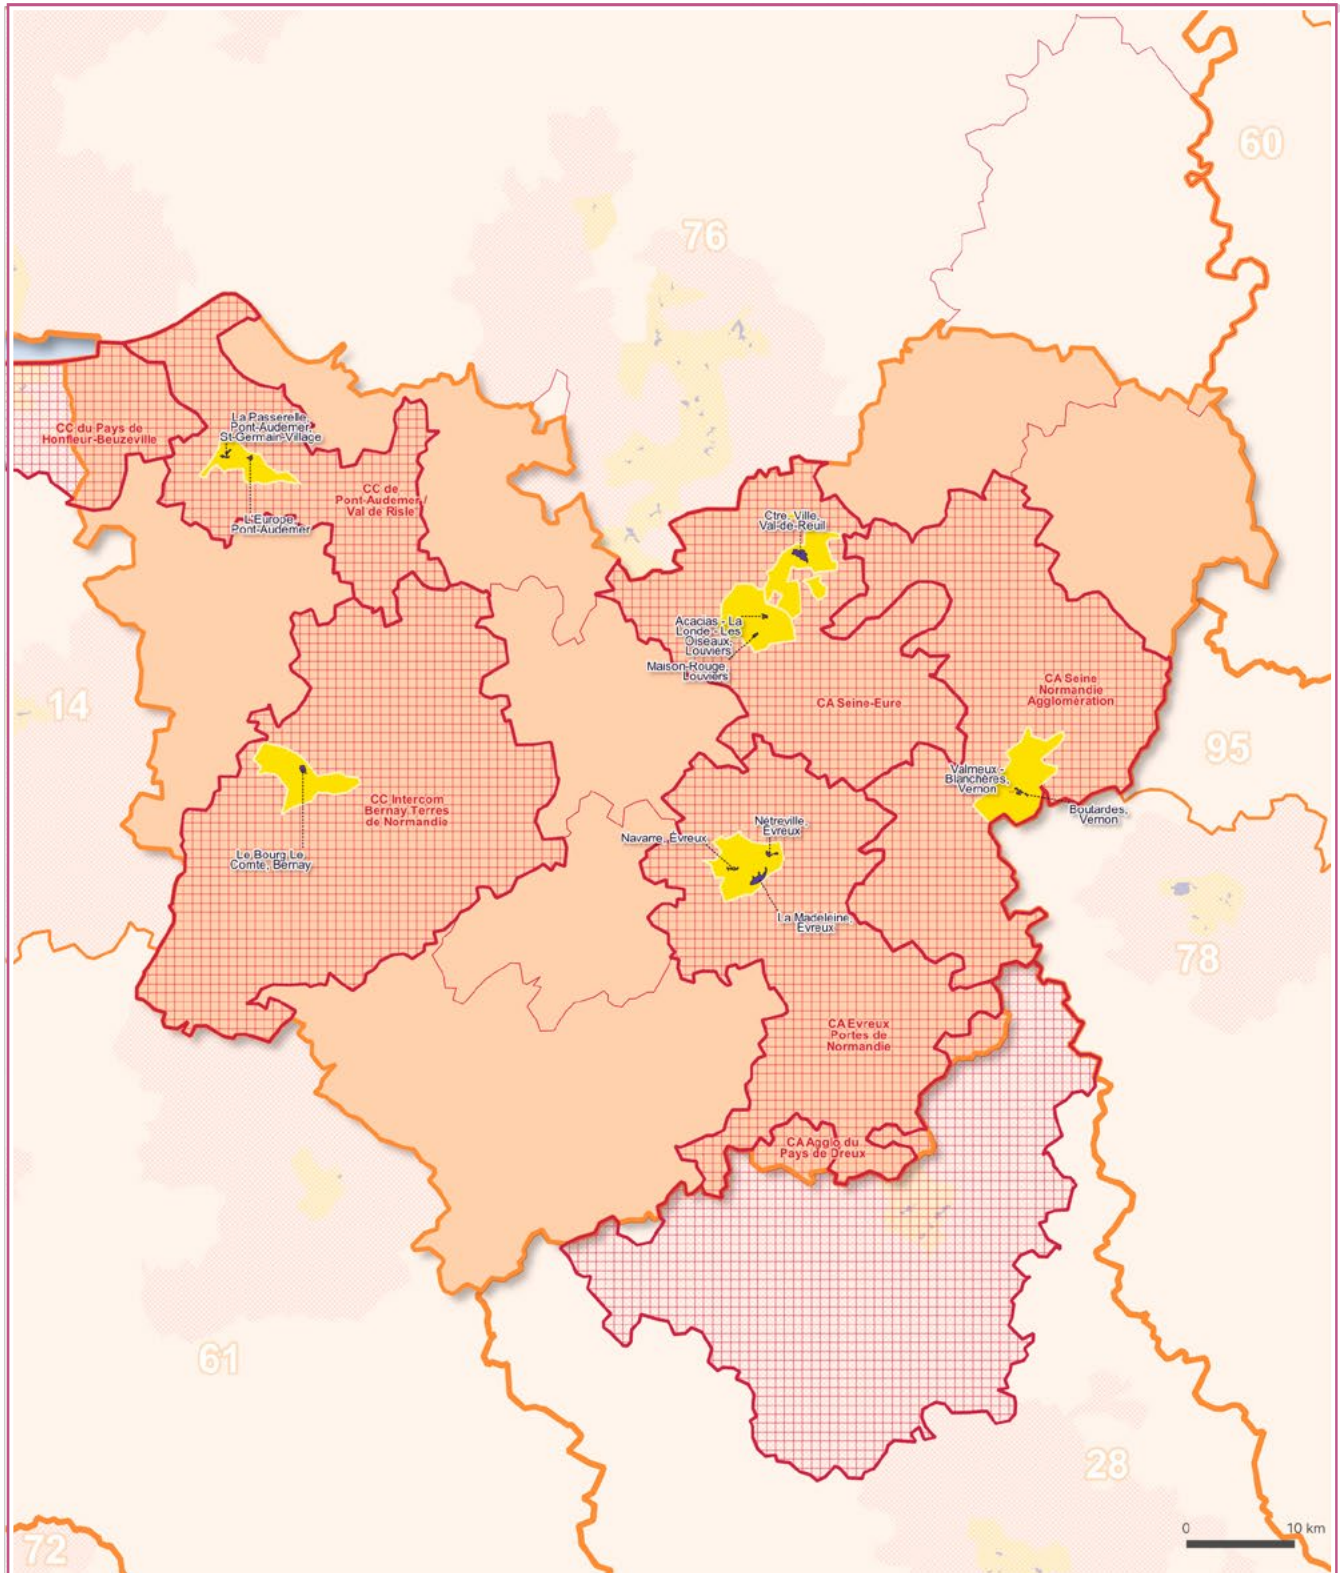 60
76
La Passerelle,
Pont-Audemer,
St-Germain-Village
CC du Pays de
Honfleur-Beuzeville
CC de
Pont-Audemer /
Val de Risle
L'Europe,
Pont-Audemer
Ctre. Ville,
Val-de-Reuil
Acacias - La
Londe - Les
Oiseaux,
Louviers
Maison-Rouge,
Louviers
14
CA Seine-Eure
CA Seine
Normandie
Agglomération
95
Valmeux -
Blanchères,
Vernon
Boutardes,
Vernon
CC Intercom
Bernay Terres
de Normandie
Le Bourg Le
Comte, Bernay
Nétreville,
Évreux
Navarre, Évreux
La Madeleine,
Évreux
78
CA Evreux
Portes de
Normandie
CA Agglo du
Pays de Dreux
61
28
72
0 10 km